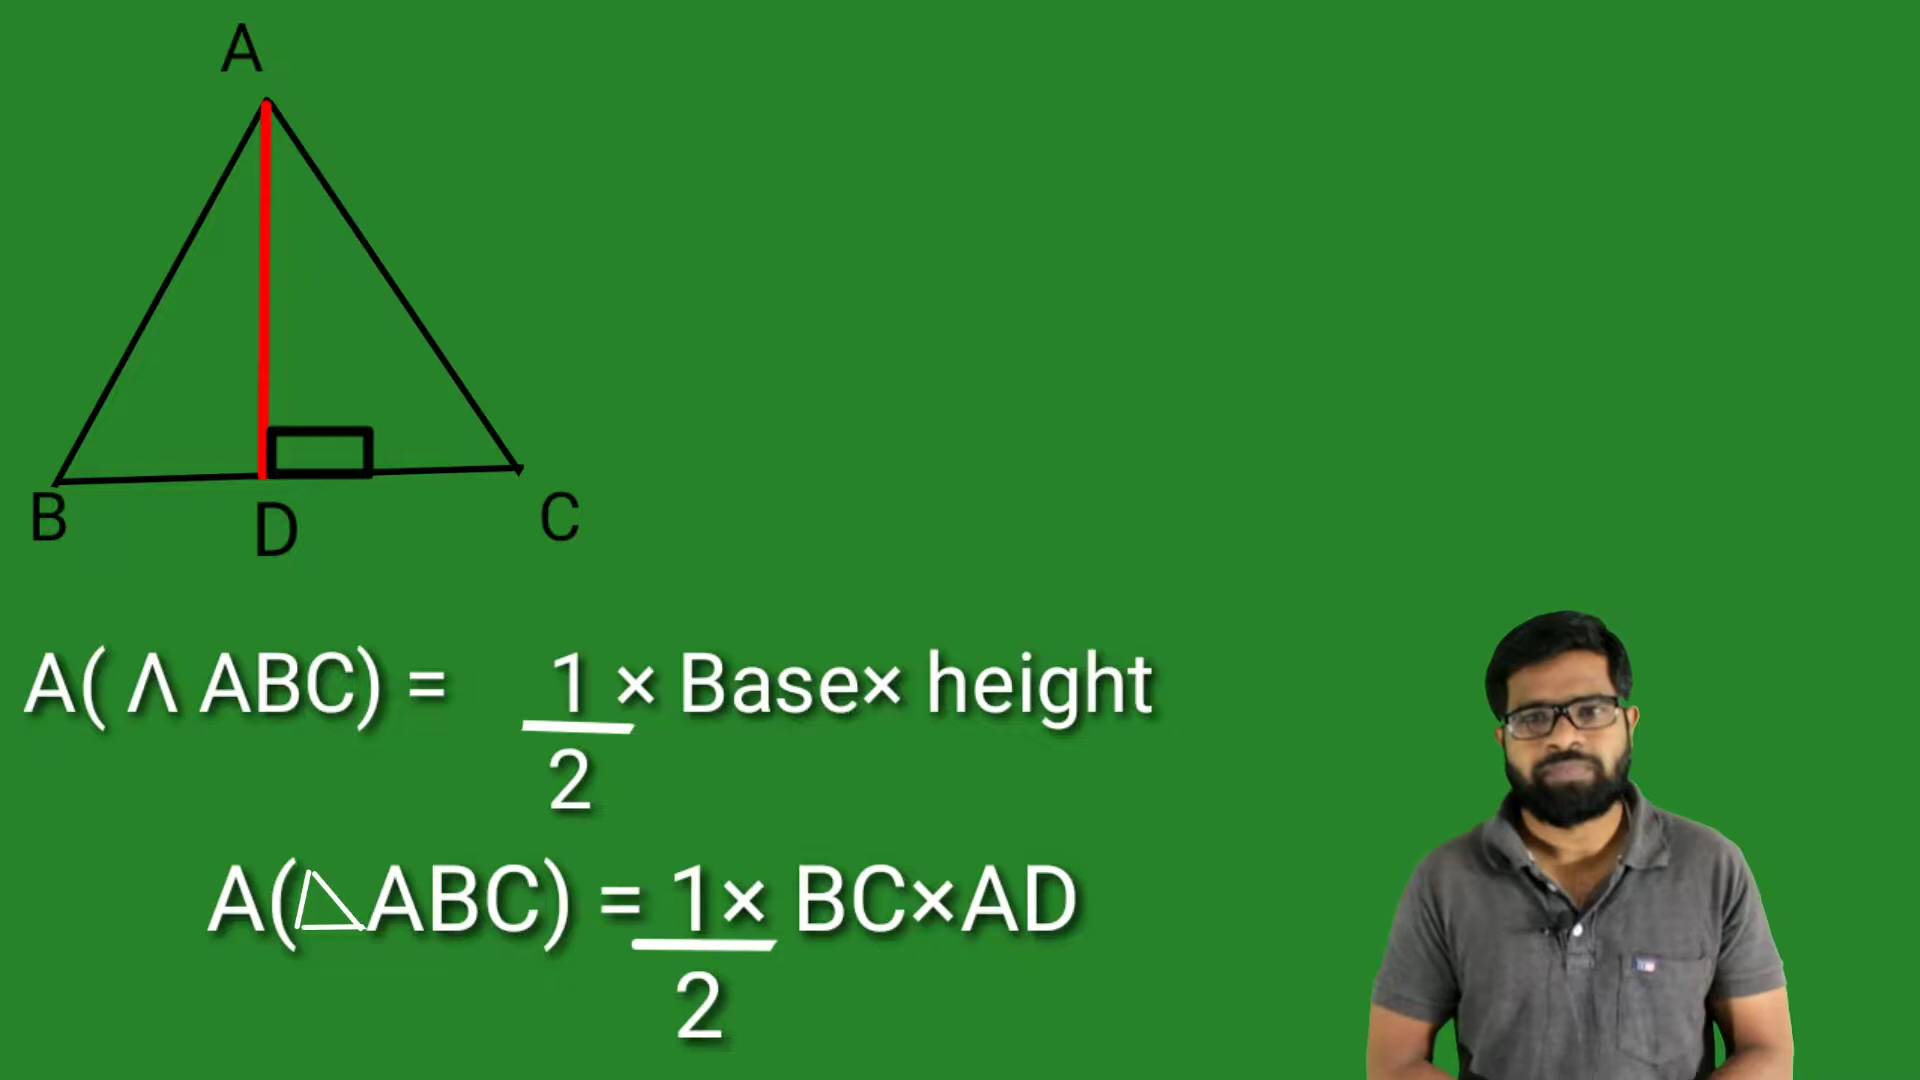 A
B
D
C
A( Λ ABC) = 1/2 × Base× height
A(△ABC) = 1/2 × BC×AD